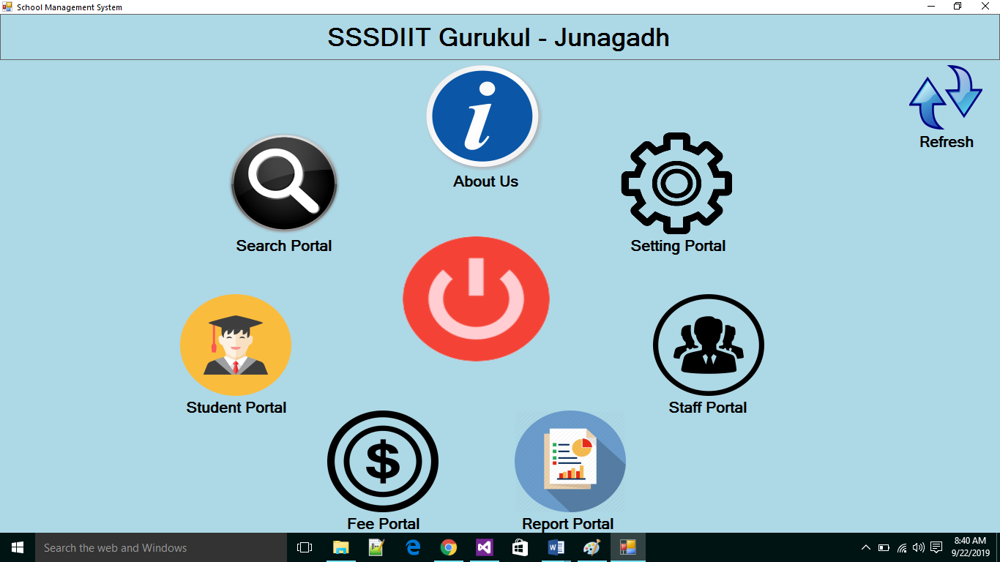 School Management System
SSSDIIT Gurukul - Junagadh
Refresh
About Us
Search Portal
Setting Portal
Student Portal
Staff Portal
$
Fee Portal
Report Portal
Search the web and Windows
8:40 AM
9/22/2019